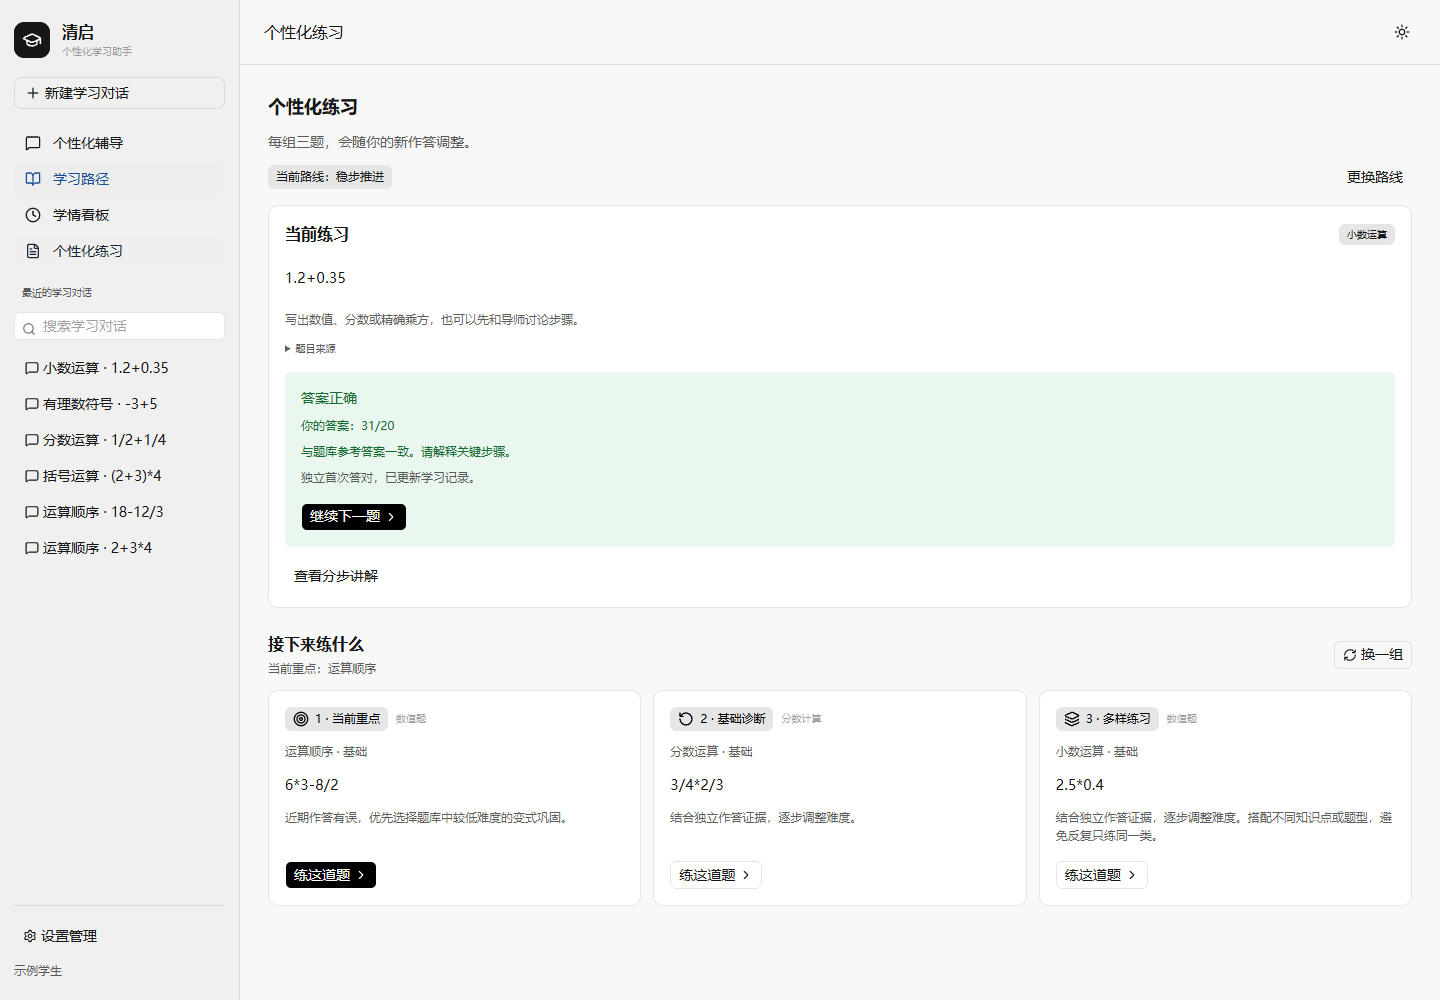 清启
个性化学习助手
新建学习对话
个性化辅导
学习路径
学情看板
个性化练习
最近的学习对话
搜索学习对话
小数运算 · 1.2+0.35
有理数符号 · -3+5
分数运算 · 1/2+1/4
括号运算 · (2+3)*4
运算顺序 · 18-12/3
运算顺序 · 2+3*4
设置管理
示例学生
个性化练习
个性化练习
每组三题，会随你的新作答调整。
当前路线：稳步推进
更换路线
当前练习
小数运算
1.2+0.35
写出数值、分数或精确乘方，也可以先和导师讨论步骤。
题目来源
答案正确
你的答案：31/20
与题库参考答案一致。请解释关键步骤。
独立首次答对，已更新学习记录。
继续下一题
查看分步讲解
接下来练什么
当前重点：运算顺序
换一组
1 · 当前重点 数值题
运算顺序 · 基础
6*3-8/2
近期作答有误，优先选择题库中较低难度的变式巩固。
练这道题
2 · 基础诊断 分数计算
分数运算 · 基础
3/4*2/3
结合独立作答证据，逐步调整难度。
练这道题
3 · 多样练习 数值题
小数运算 · 基础
2.5*0.4
结合独立作答证据，逐步调整难度。搭配不同知识点或题型，避
免反复只练同一类。
练这道题